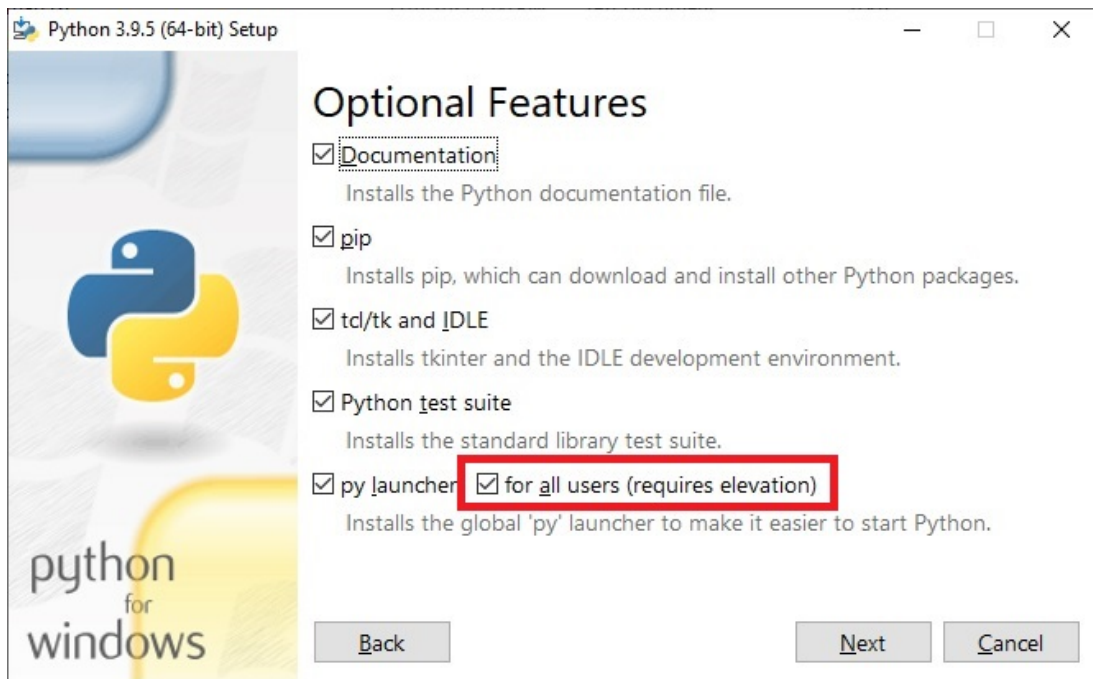 Python 3.9.5 (64-bit) Setup
Optional Features
Documentation
Installs the Python documentation file.
pip
Installs pip, which can download and install other Python packages.
tcl/tk and IDLE
Installs tkinter and the IDLE development environment.
Python test suite
Installs the standard library test suite.
py launcher for all users (requires elevation)
Installs the global 'py' launcher to make it easier to start Python.
python
for
windows
Back Next Cancel